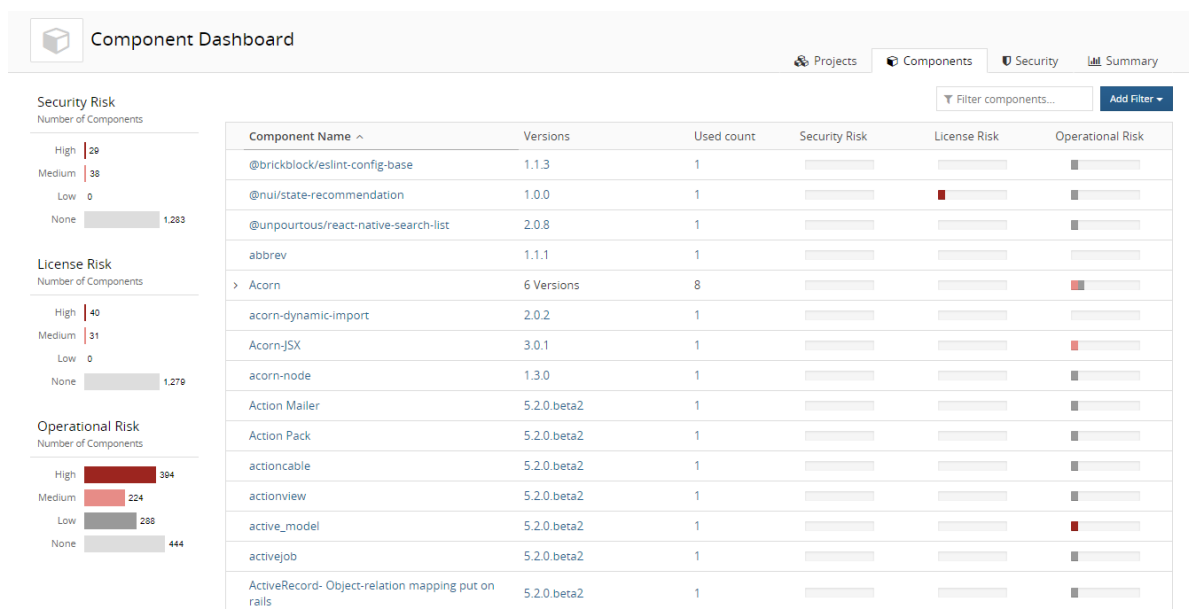 Component Dashboard
Projects Components Security Summary
Filter components... Add Filter
Security Risk
Number of Components
High 29
Medium 38
Low 0
None 1,283
License Risk
Number of Components
High 40
Medium 31
Low 0
None 1,279
Operational Risk
Number of Components
High 394
Medium 224
Low 288
None 444
Component Name Versions Used count Security Risk License Risk Operational Risk
@brickblock/eslint-config-base 1.1.3 1
@nui/state-recommendation 1.0.0 1
@unpourtous/react-native-search-list 2.0.8 1
abbrev 1.1.1 1
Acorn 6 Versions 8
acorn-dynamic-import 2.0.2 1
Acorn-JSX 3.0.1 1
acorn-node 1.3.0 1
Action Mailer 5.2.0.beta2 1
Action Pack 5.2.0.beta2 1
actioncable 5.2.0.beta2 1
actionview 5.2.0.beta2 1
active_model 5.2.0.beta2 1
activejob 5.2.0.beta2 1
ActiveRecord- Object-relation mapping put on
rails 5.2.0.beta2 1